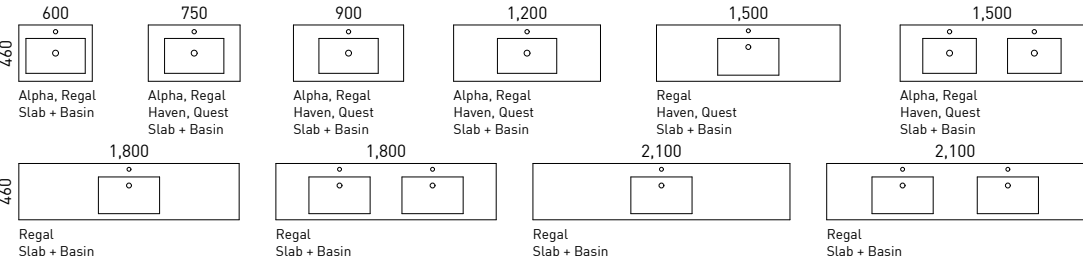 600
750
900
1,200
1,500
1,500
460
Alpha, Regal
Slab + Basin
Alpha, Regal
Haven, Quest
Slab + Basin
Alpha, Regal
Haven, Quest
Slab + Basin
Alpha, Regal
Haven, Quest
Slab + Basin
Regal
Haven, Quest
Slab + Basin
Alpha, Regal
Haven, Quest
Slab + Basin
1,800
1,800
2,100
2,100
460
Regal
Slab + Basin
Regal
Slab + Basin
Regal
Slab + Basin
Regal
Slab + Basin